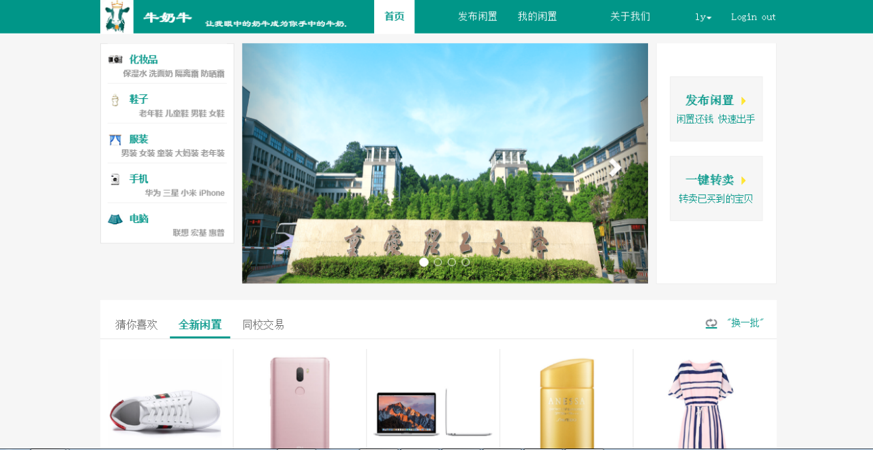 牛奶牛
让我眼中的奶牛成为你手中的牛奶.
首页
发布闲置
我的闲置
关于我们
ly
Login out
化妆品
保湿水 洗面奶 隔离霜 防晒霜
鞋子
老年鞋 儿童鞋 男鞋 女鞋
服装
男装 女装 童装 大妈装 老年装
手机
华为 三星 小米 iPhone
电脑
联想 宏基 惠普
重庆理工大学
发布闲置
闲置还钱 快速出手
一键转卖
转卖已买到的宝贝
猜你喜欢
全新闲置
同校交易
"换一批"